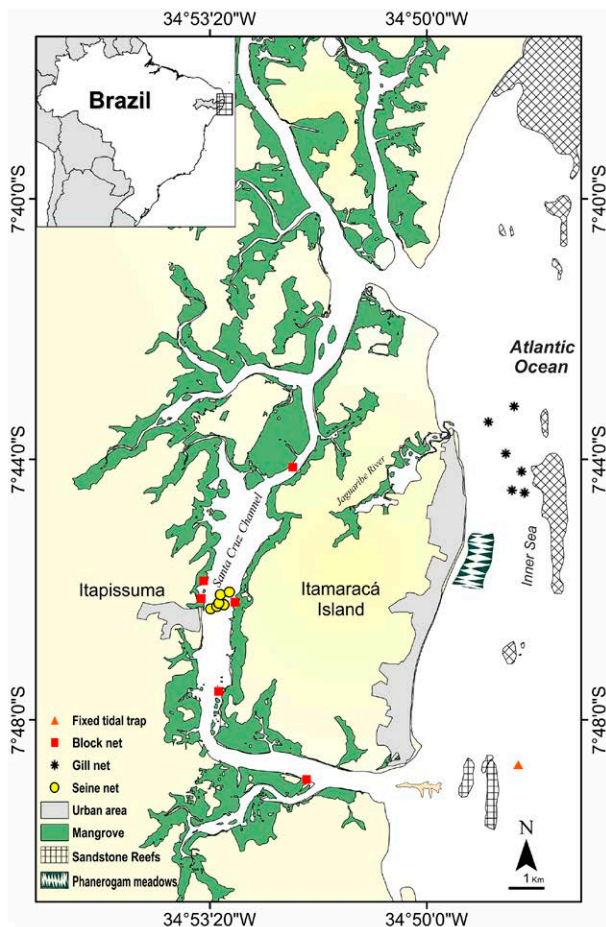 34°53'20"W 34°50'0"W
Brazil
7°40'0"S 7°40'0"S
Atlantic
Ocean
7°44'0"S 7°44'0"S
Jaguaribe River
Santa Cruz Channel
Inner Sea
Itapissuma
Itamaracá
Island
7°48'0"S 7°48'0"S
Fixed tidal trap
Block net
Gill net
Seine net
Urban area
Mangrove
Sandstone Reefs
Phanerogam meadows
N
1 Km
34°53'20"W 34°50'0"W